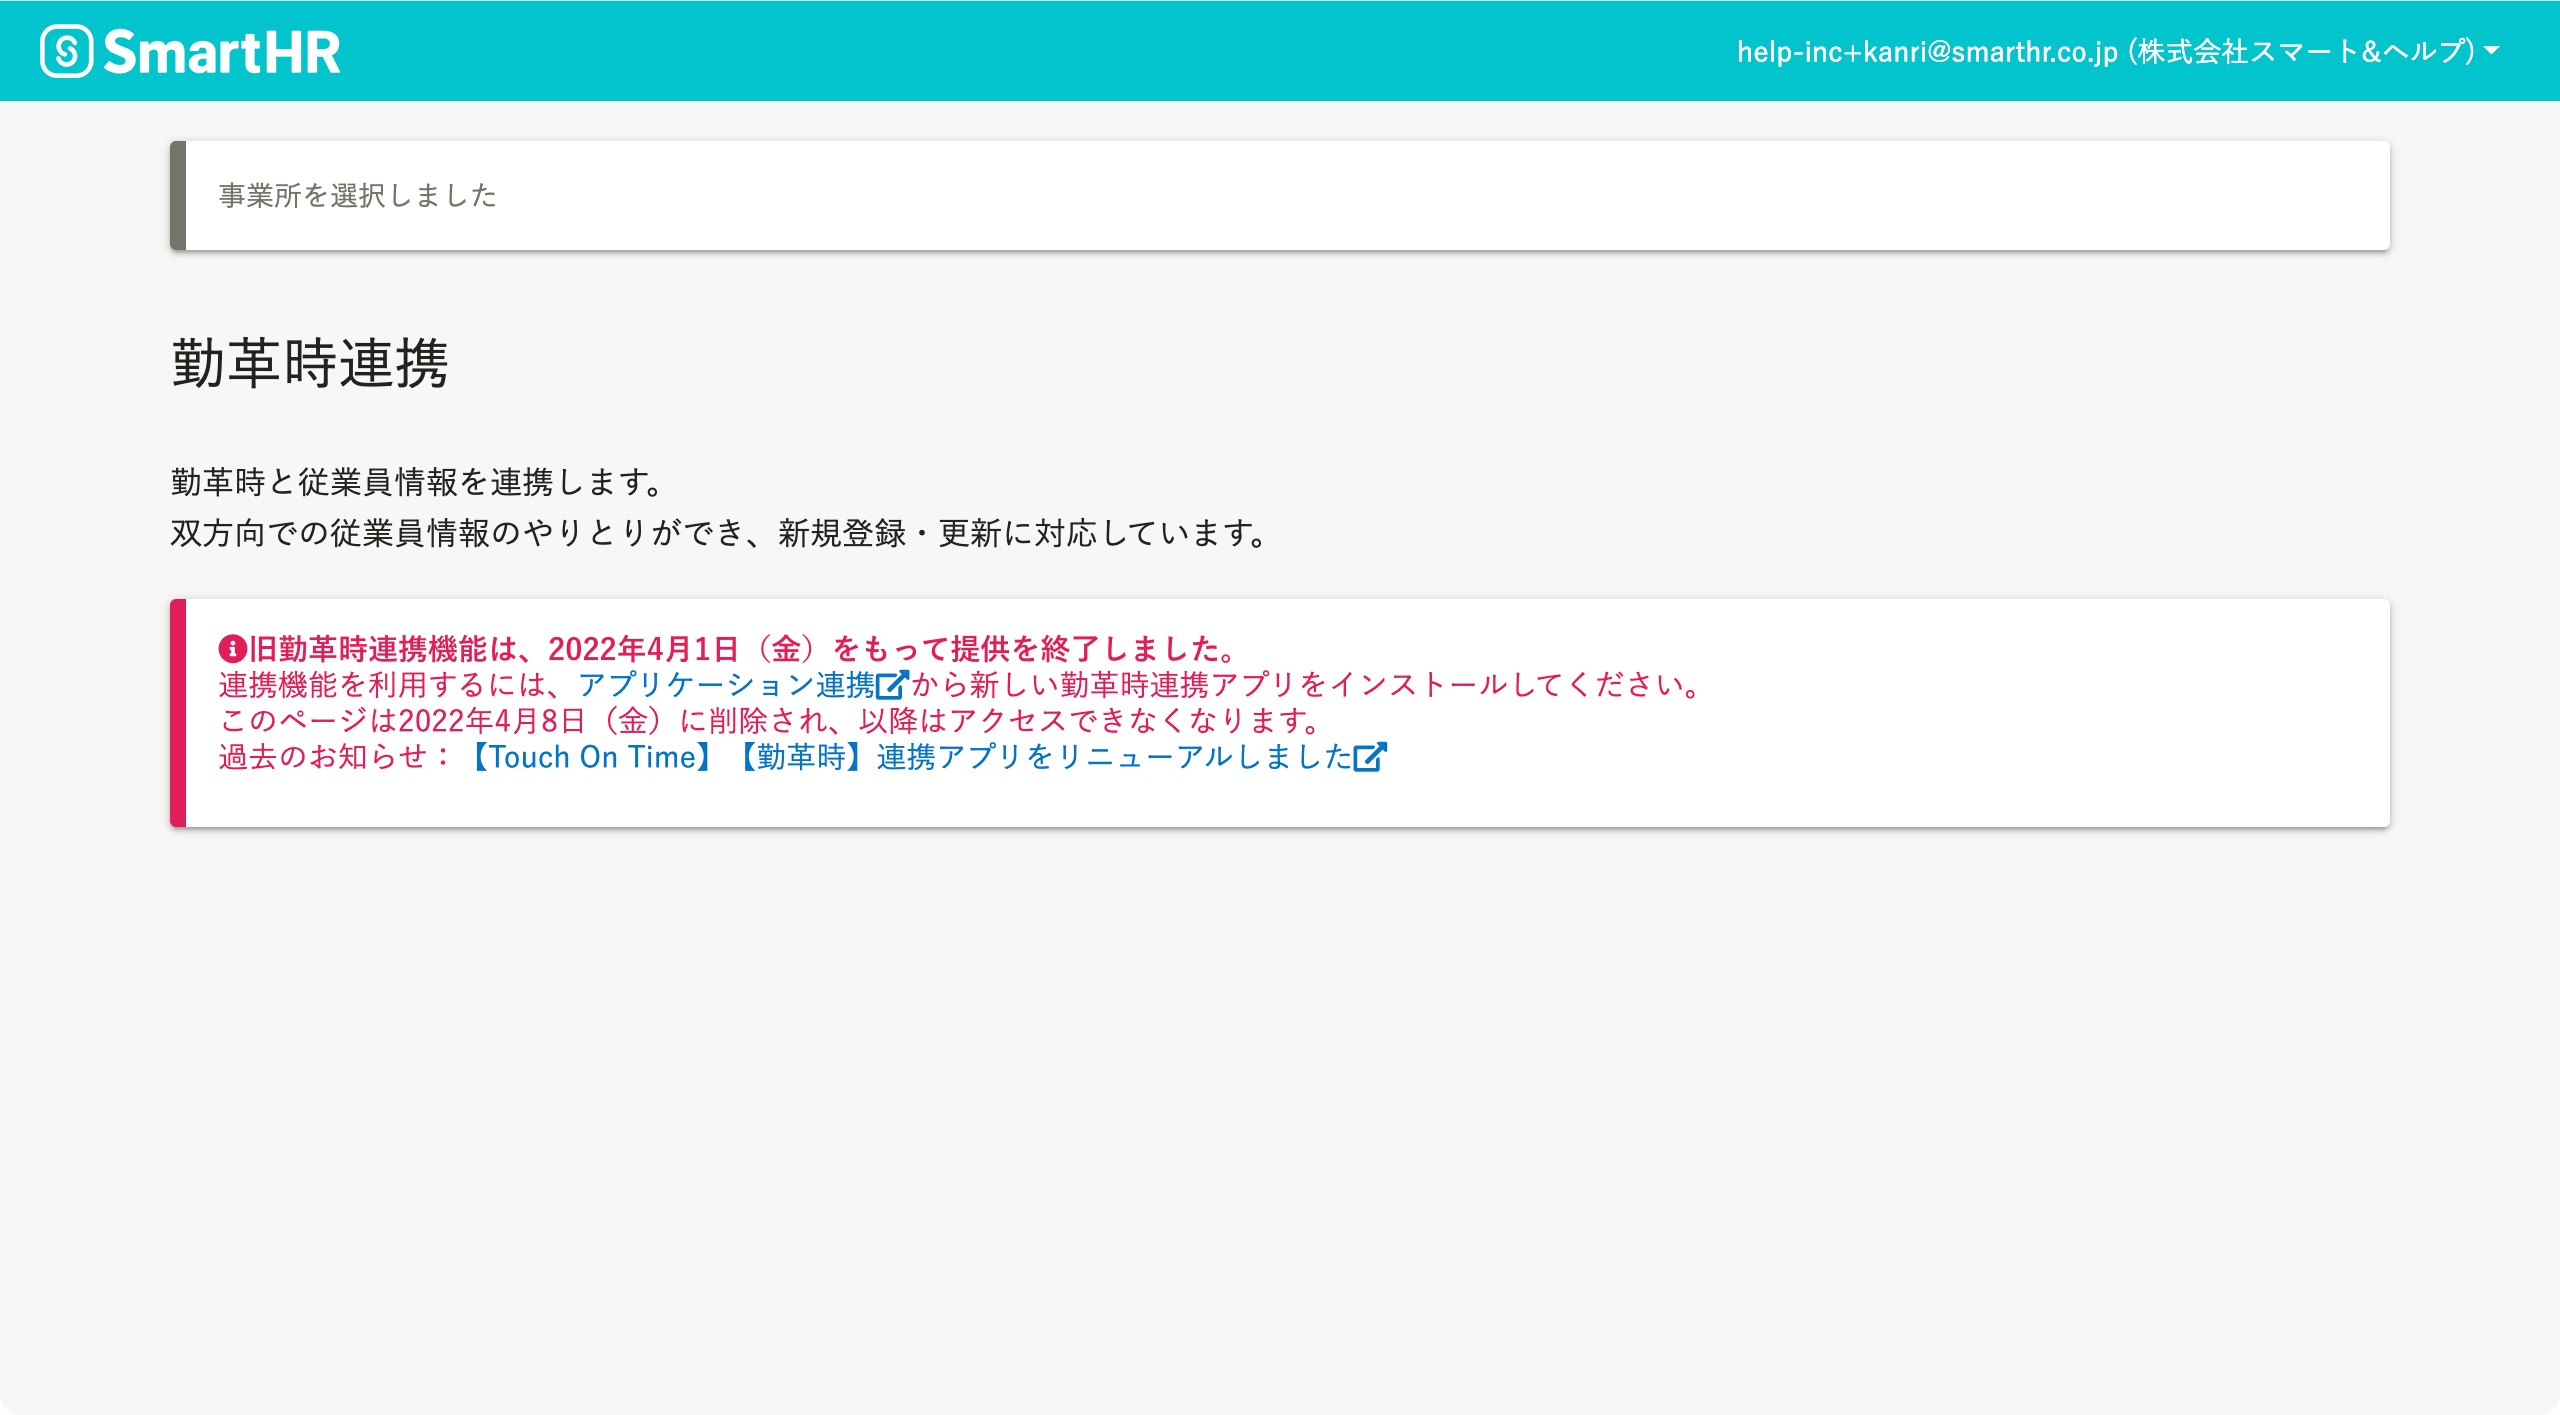 SmartHR
help-inc+kanri@smarthr.co.jp (株式会社スマート&ヘルプ)
事業所を選択しました
勤革時連携
勤革時と従業員情報を連携します。
双方向での従業員情報のやりとりができ、新規登録・更新に対応しています。
旧勤革時連携機能は、2022年4月1日（金）をもって提供を終了しました。
連携機能を利用するには、アプリケーション連携から新しい勤革時連携アプリをインストールしてください。
このページは2022年4月8日（金）に削除され、以降はアクセスできなくなります。
過去のお知らせ：【Touch On Time】【勤革時】連携アプリをリニューアルしました